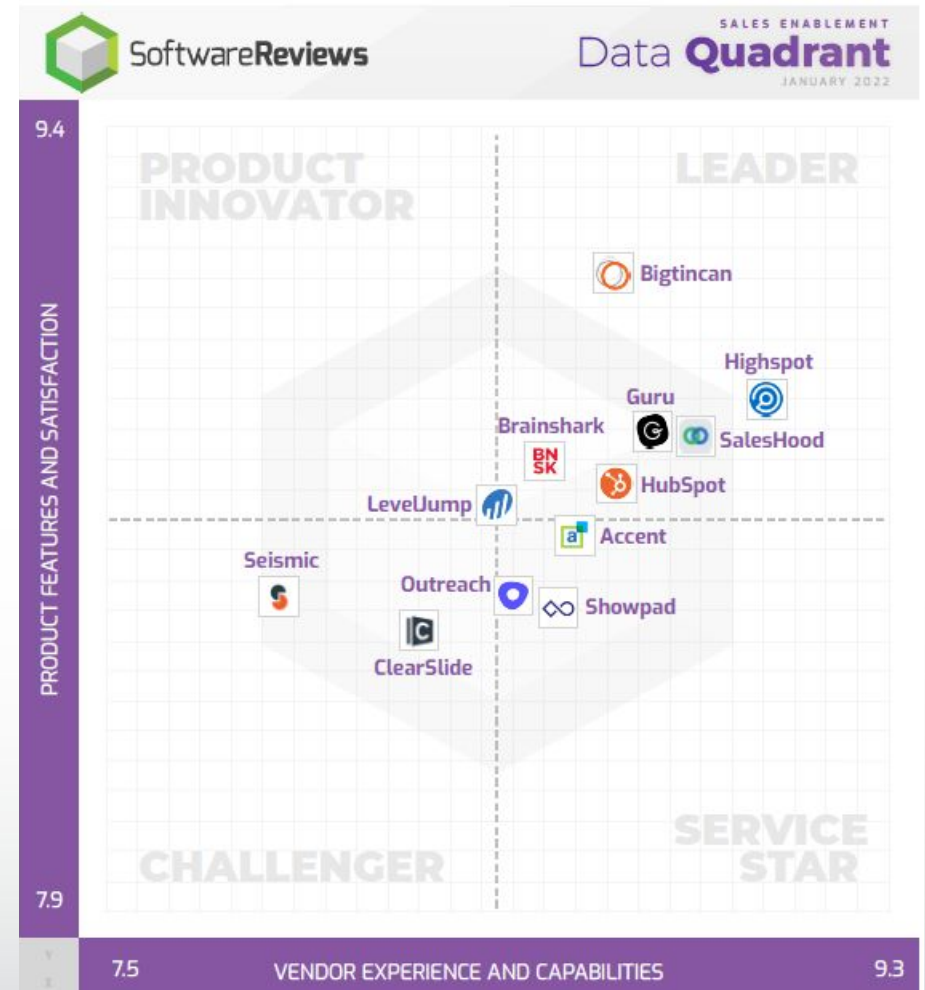 SoftwareReviews
SALES ENABLEMENT
Data Quadrant
JANUARY 2022
9.4
PRODUCT
INNOVATOR
LEADER
Bigtincan
Highspot
Guru
SalesHood
Brainshark
BN
SK
HubSpot
LevelJump
a
Accent
Seismic
Outreach
Showpad
C
ClearSlide
PRODUCT FEATURES AND SATISFACTION
SERVICE
STAR
CHALLENGER
7.9
Y
X
7.5
VENDOR EXPERIENCE AND CAPABILITIES
9.3